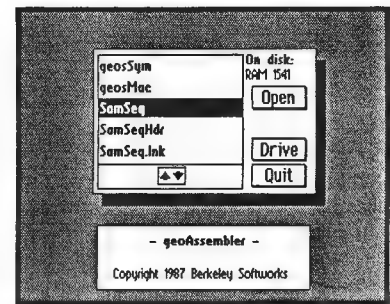 geosSym
geosMac
SamSeq
SamSeqHdr
SamSeq.lnk
On disk:
RAM 1541
Open
Drive
Quit
- geoAssembler -
Copyright 1987 Berkeley Softworks